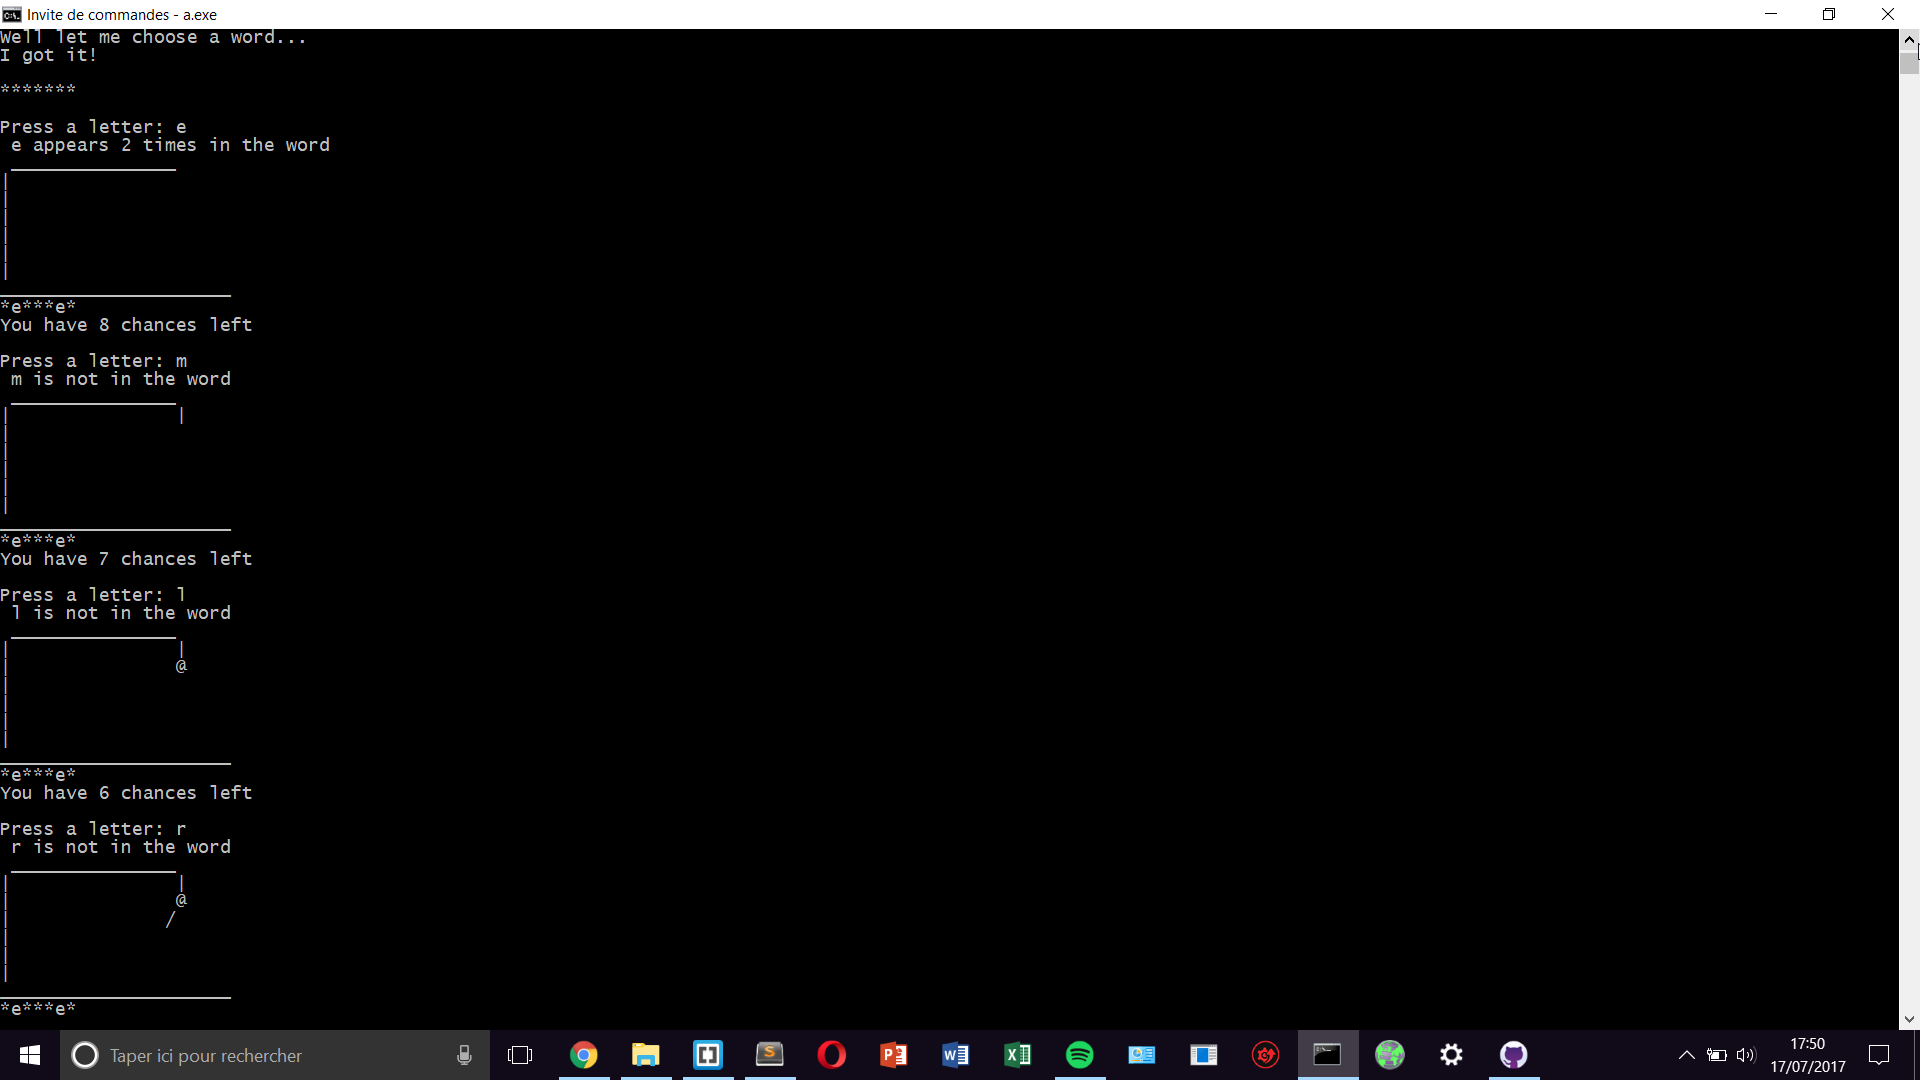 Invite de commandes - a.exe
Well let me choose a word...
I got it!
*******
Press a letter: e
e appears 2 times in the word
*e***e*
You have 8 chances left
Press a letter: m
m is not in the word
*e***e*
You have 7 chances left
Press a letter: l
l is not in the word
@
*e***e*
You have 6 chances left
Press a letter: r
r is not in the word
@
/
*e***e*
Taper ici pour rechercher
17:50
17/07/2017